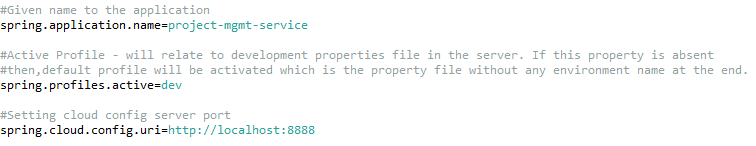 #Given name to the application
spring.application.name=project-mgmt-service
#Active Profile - will relate to development properties file in the server. If this property is absent
#then,default profile will be activated which is the property file without any environment name at the end.
spring.profiles.active=dev
#Setting cloud config server port
spring.cloud.config.uri=http://localhost:8888